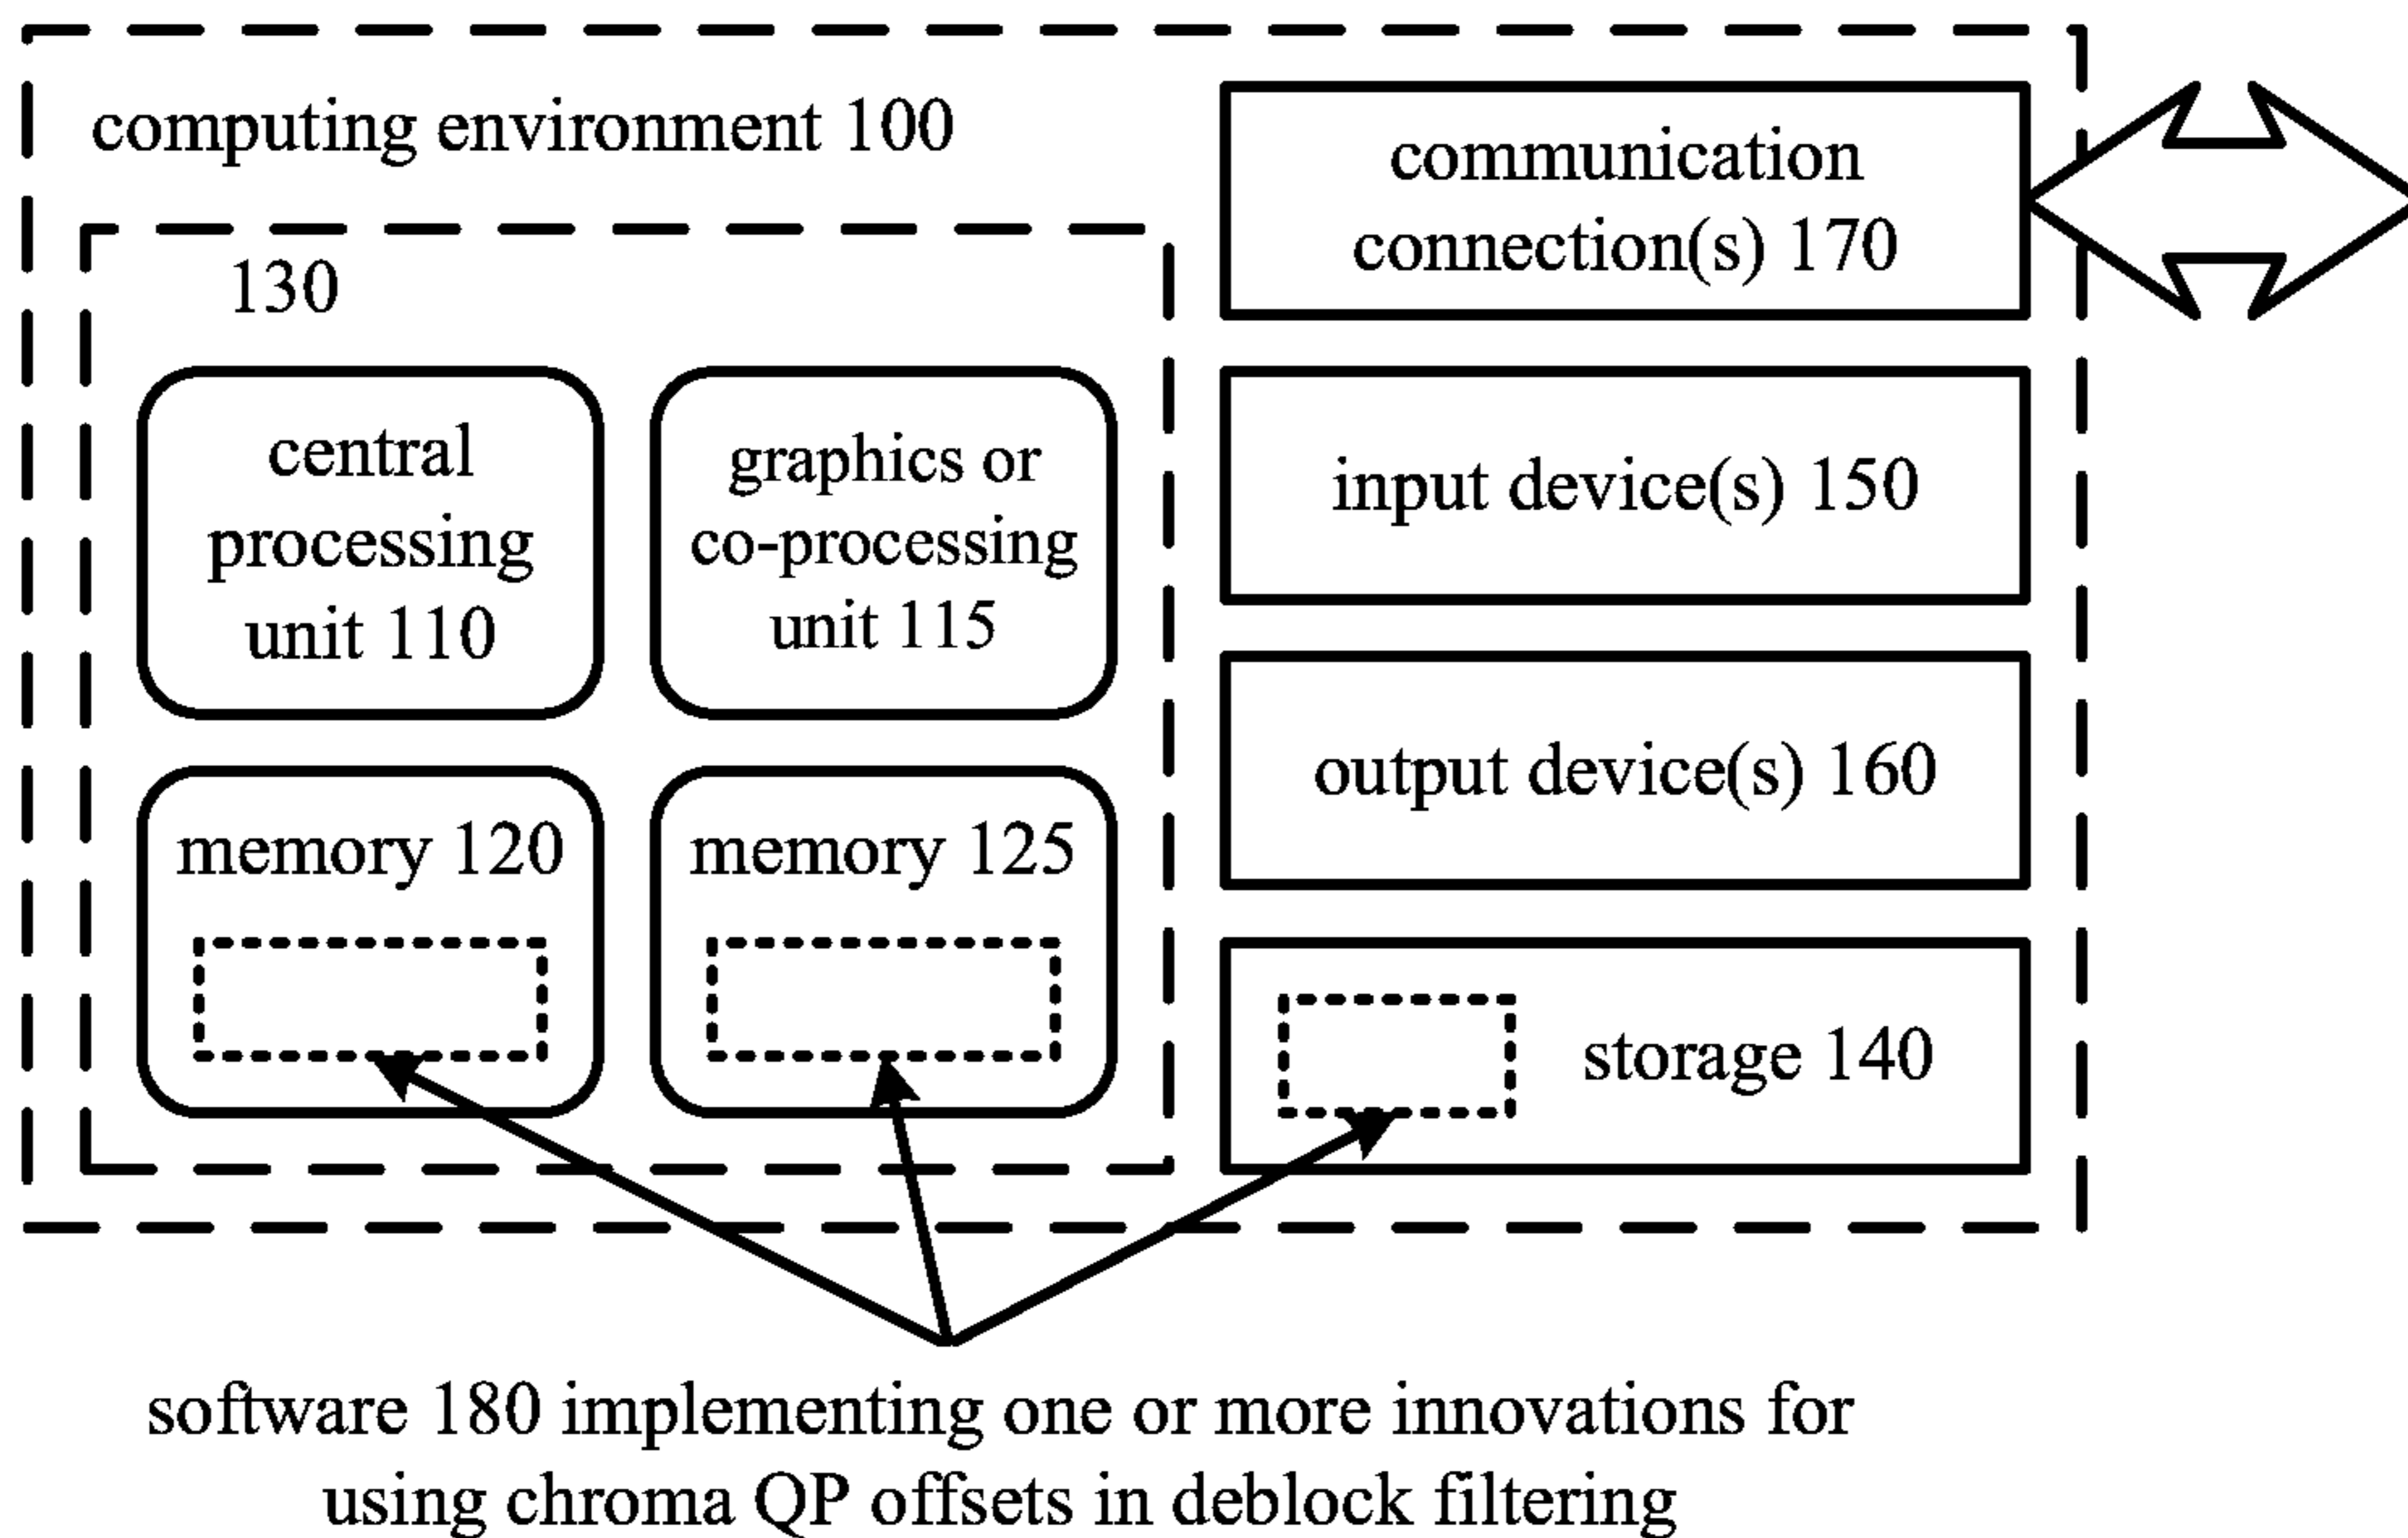 computing environment 100
130
central
processing
unit 110
graphics or
co-processing
unit 115
memory 120
memory 125
communication
connection(s) 170
input device(s) 150
output device(s) 160
storage 140
software 180 implementing one or more innovations for
using chroma QP offsets in deblock filtering